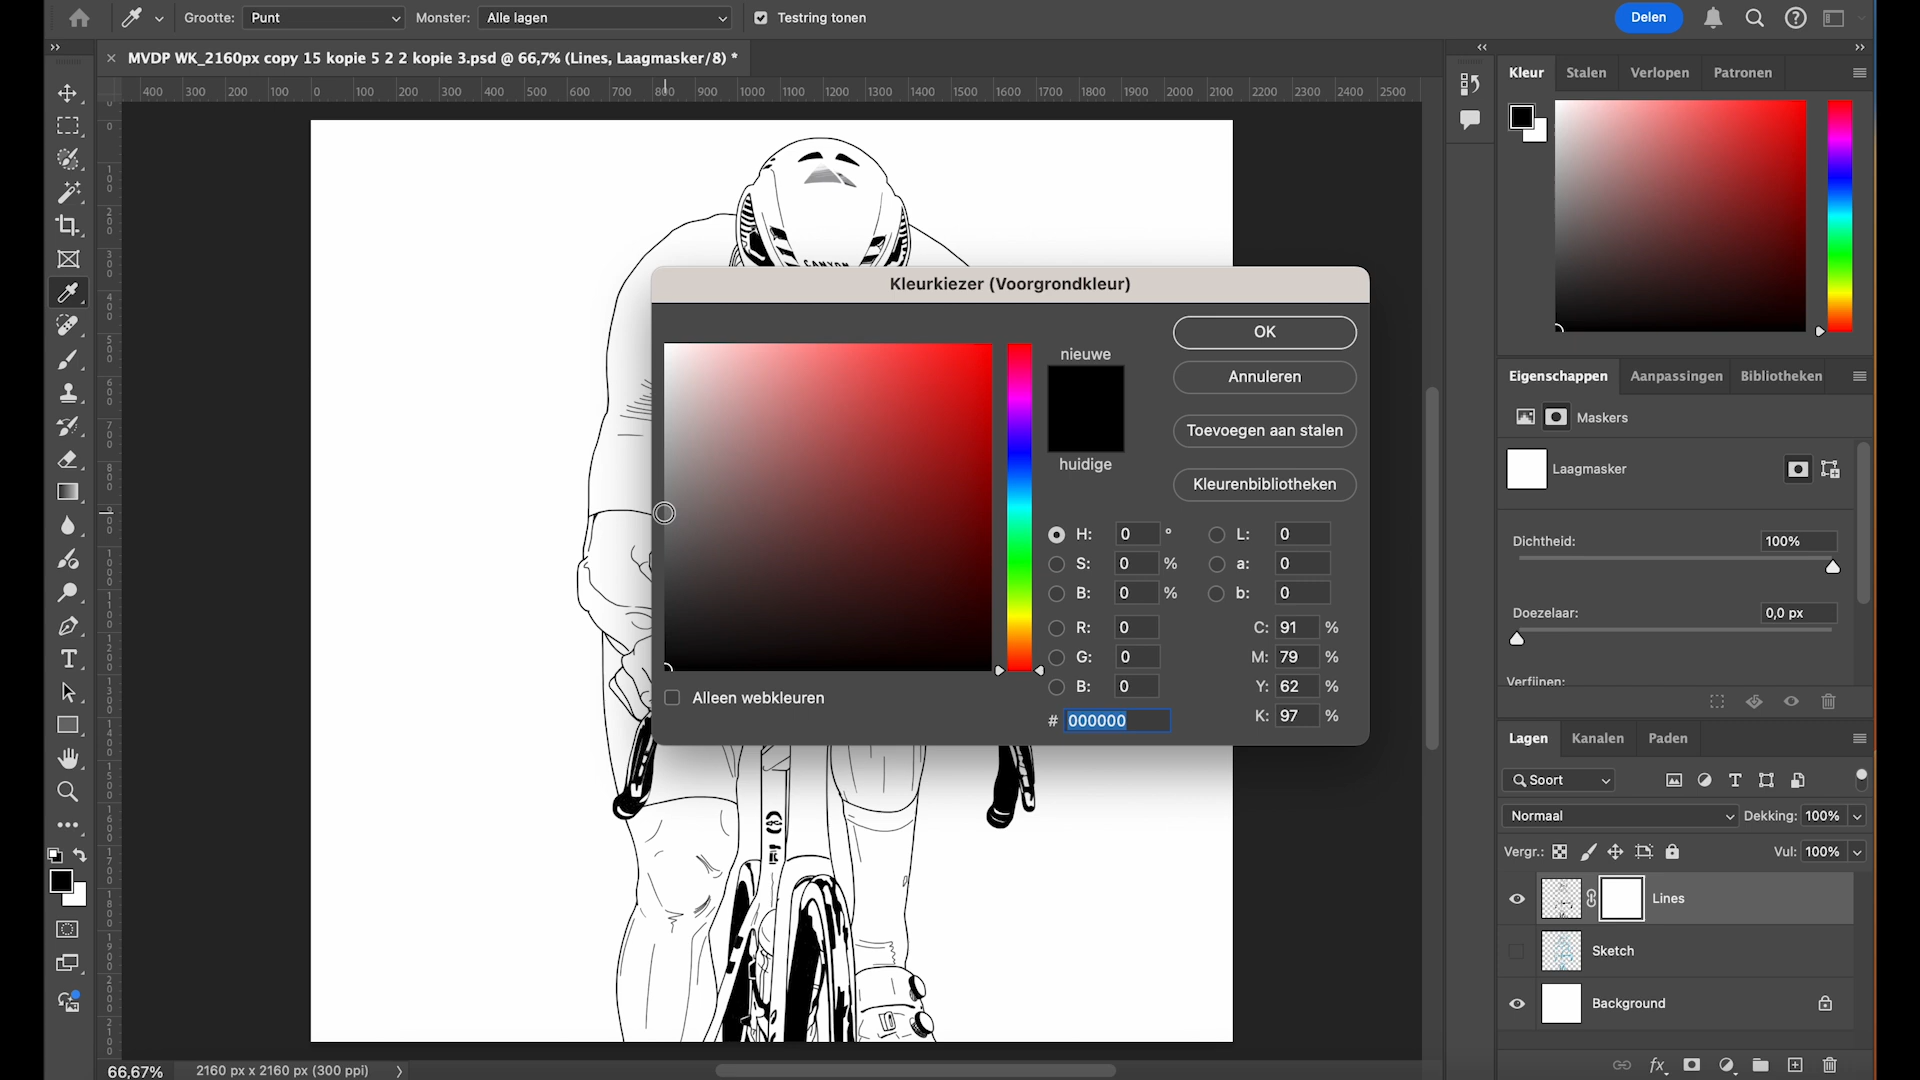 Grootte: Punt Monster: Alle lagen Testring tonen Delen
MVDP WK_2160px copy 15 kopie 5 2 2 kopie 3.psd @ 66,7% (Lines, Laagmasker/8) *
400 300 200 100 0 100 200 300 400 500 600 700 800 900 1000 1100 1200 1300 1400 1500 1600 1700 1800 1900 2000 2100 2200 2300 2400 2500
Kleur Stalen Verlopen Patronen
CANYON
Kleurkiezer (Voorgrondkleur)
OK
nieuwe
Annuleren
Toevoegen aan stalen
huidige
Kleurenbibliotheken
H: 0 ° L: 0
S: 0 % a: 0
B: 0 % b: 0
R: 0 C: 91 %
G: 0 M: 79 %
B: 0 Y: 62 %
# 000000 K: 97 %
Alleen webkleuren
Eigenschappen Aanpassingen Bibliotheken
Maskers
Laagmasker
Dichtheid: 100%
Doezelaar: 0,0 px
Verfijnen:
Lagen Kanalen Paden
Soort
Normaal Dekking: 100%
Vergr.: Vul: 100%
Lines
Sketch
Background
66,67% 2160 px x 2160 px (300 ppi)